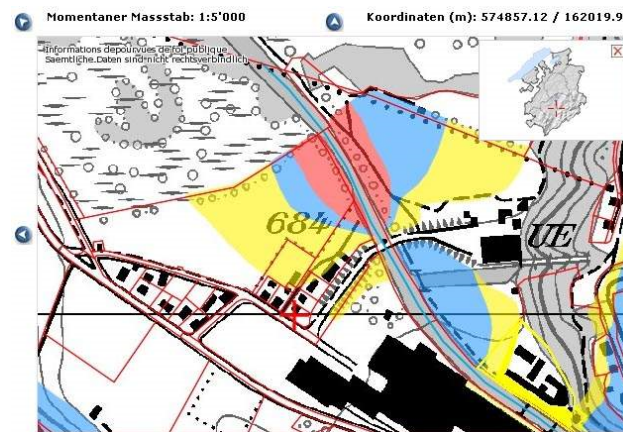 Momentaner Massstab: 1:5'000
Koordinaten (m): 574857.12 / 162019.9
Informations dépourvues de foi publique
Saemtliche Daten sind nicht rechtsverbindlich
684
UE